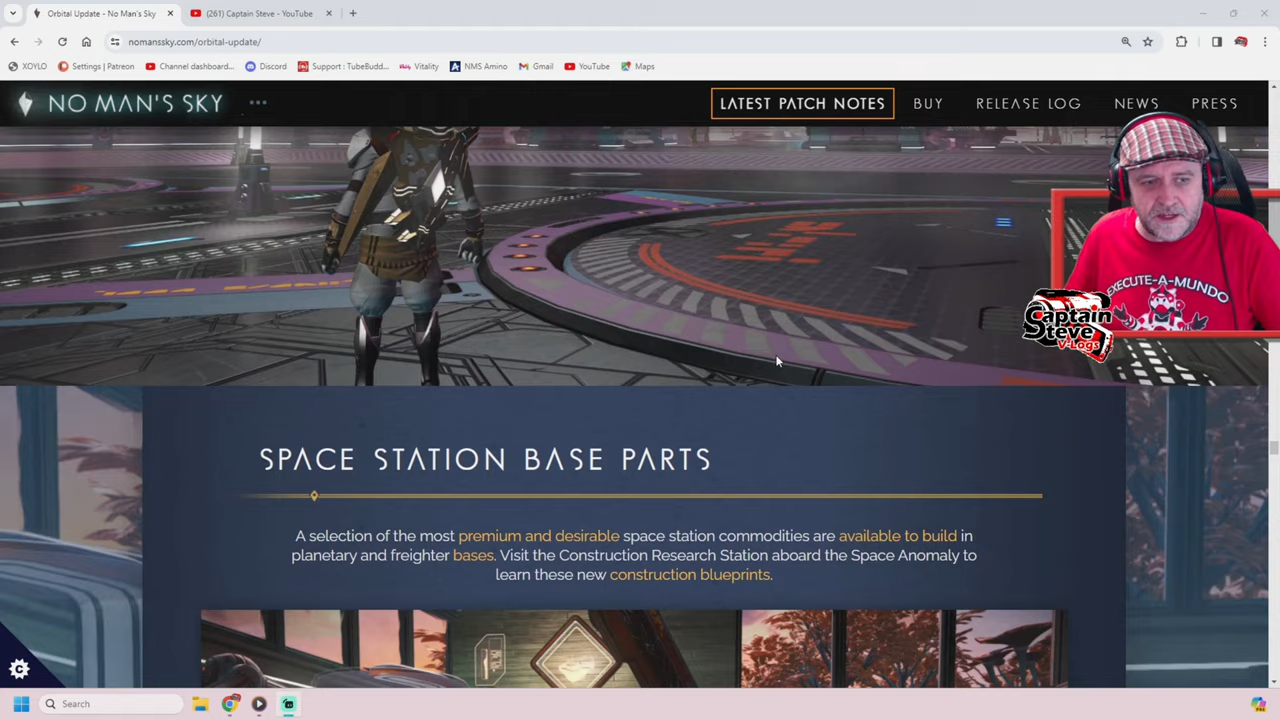 Orbital Update - No Man's Sky
(261) Captain Steve - YouTube
nomanssky.com/orbital-update/
XOYLO
Settings | Patreon
Channel dashboard...
Discord
Support : TubeBudd...
Vitality
NMS Amino
Gmail
YouTube
Maps
NO MAN'S SKY
LATEST PATCH NOTES
BUY
RELEASE LOG
NEWS
PRESS
EXECUTE-A-MUNDO
Captain
Steve
V-Logs
SPACE STATION BASE PARTS
A selection of the most premium and desirable space station commodities are available to build in
planetary and freighter bases. Visit the Construction Research Station aboard the Space Anomaly to
learn these new construction blueprints.
Search